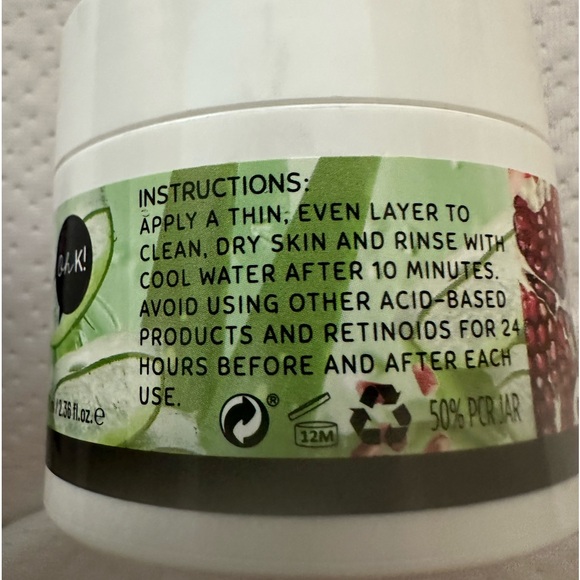 INSTRUCTIONS:
APPLY A THIN, EVEN LAYER TO
CLEAN, DRY SKIN AND RINSE WITH
COOL WATER AFTER 10 MINUTES.
AVOID USING OTHER ACID-BASED
PRODUCTS AND RETINOIDS FOR 24
HOURS BEFORE AND AFTER EACH
USE.
Oh K!
/ 2.36 fl.oz.e
®
12M
50% PCR JAR